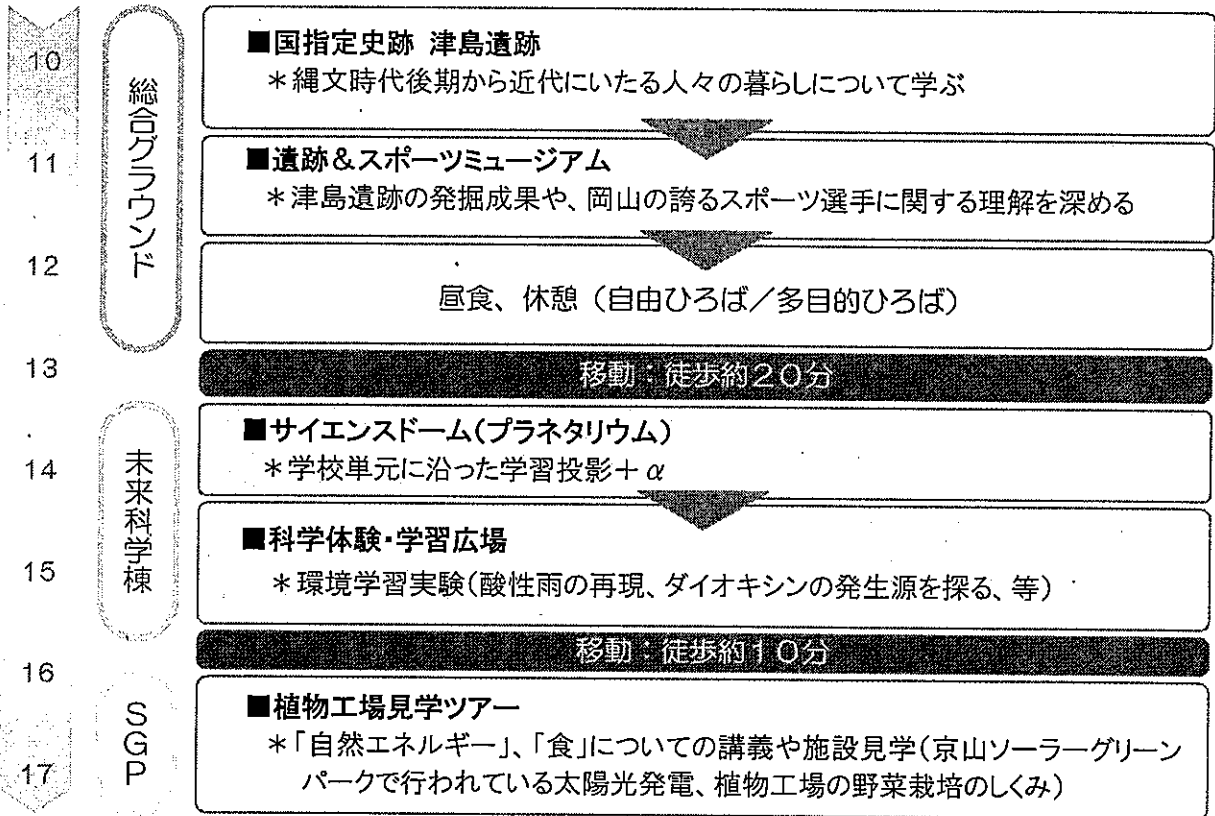 10
11
12
13
14
15
16
17
総合グラウンド
未来科学棟
SGP
■国指定史跡 津島遺跡
＊縄文時代後期から近代にいたる人々の暮らしについて学ぶ
■遺跡＆スポーツミュージアム
＊津島遺跡の発掘成果や、岡山の誇るスポーツ選手に関する理解を深める
昼食、休憩（自由ひろば／多目的ひろば）
移動：徒歩約２０分
■サイエンスドーム（プラネタリウム）
＊学校単元に沿った学習投影＋α
■科学体験・学習広場
＊環境学習実験（酸性雨の再現、ダイオキシンの発生源を探る、等）
移動：徒歩約１０分
■植物工場見学ツアー
＊「自然エネルギー」、「食」についての講義や施設見学（京山ソーラーグリーン
パークで行われている太陽光発電、植物工場の野菜栽培のしくみ）